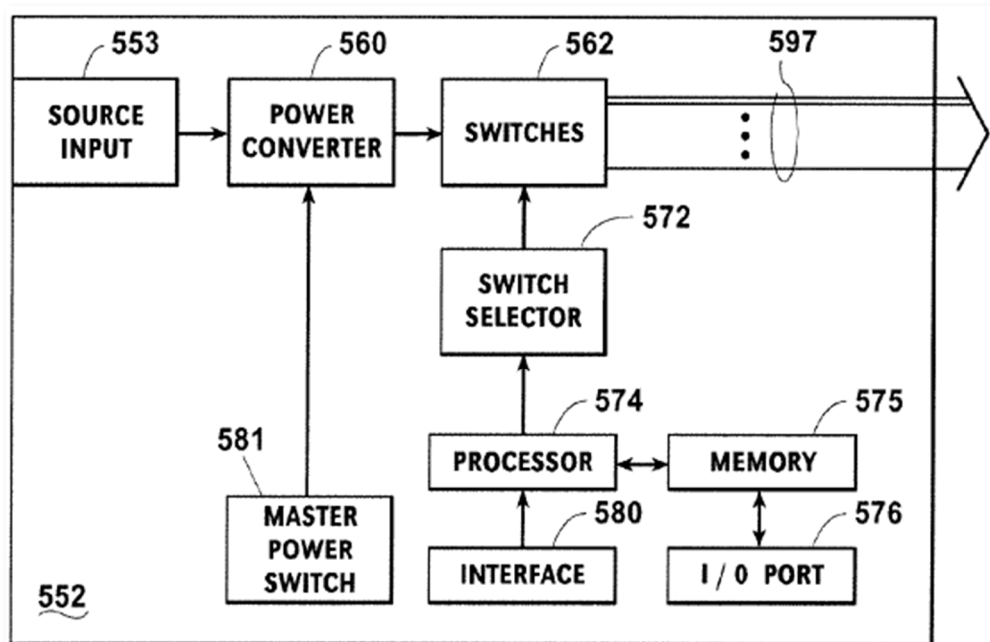 553
560
562
597
SOURCE
INPUT
POWER
CONVERTER
SWITCHES
572
SWITCH
SELECTOR
574
575
581
PROCESSOR
MEMORY
MASTER
POWER
SWITCH
580
576
INTERFACE
I/O PORT
552